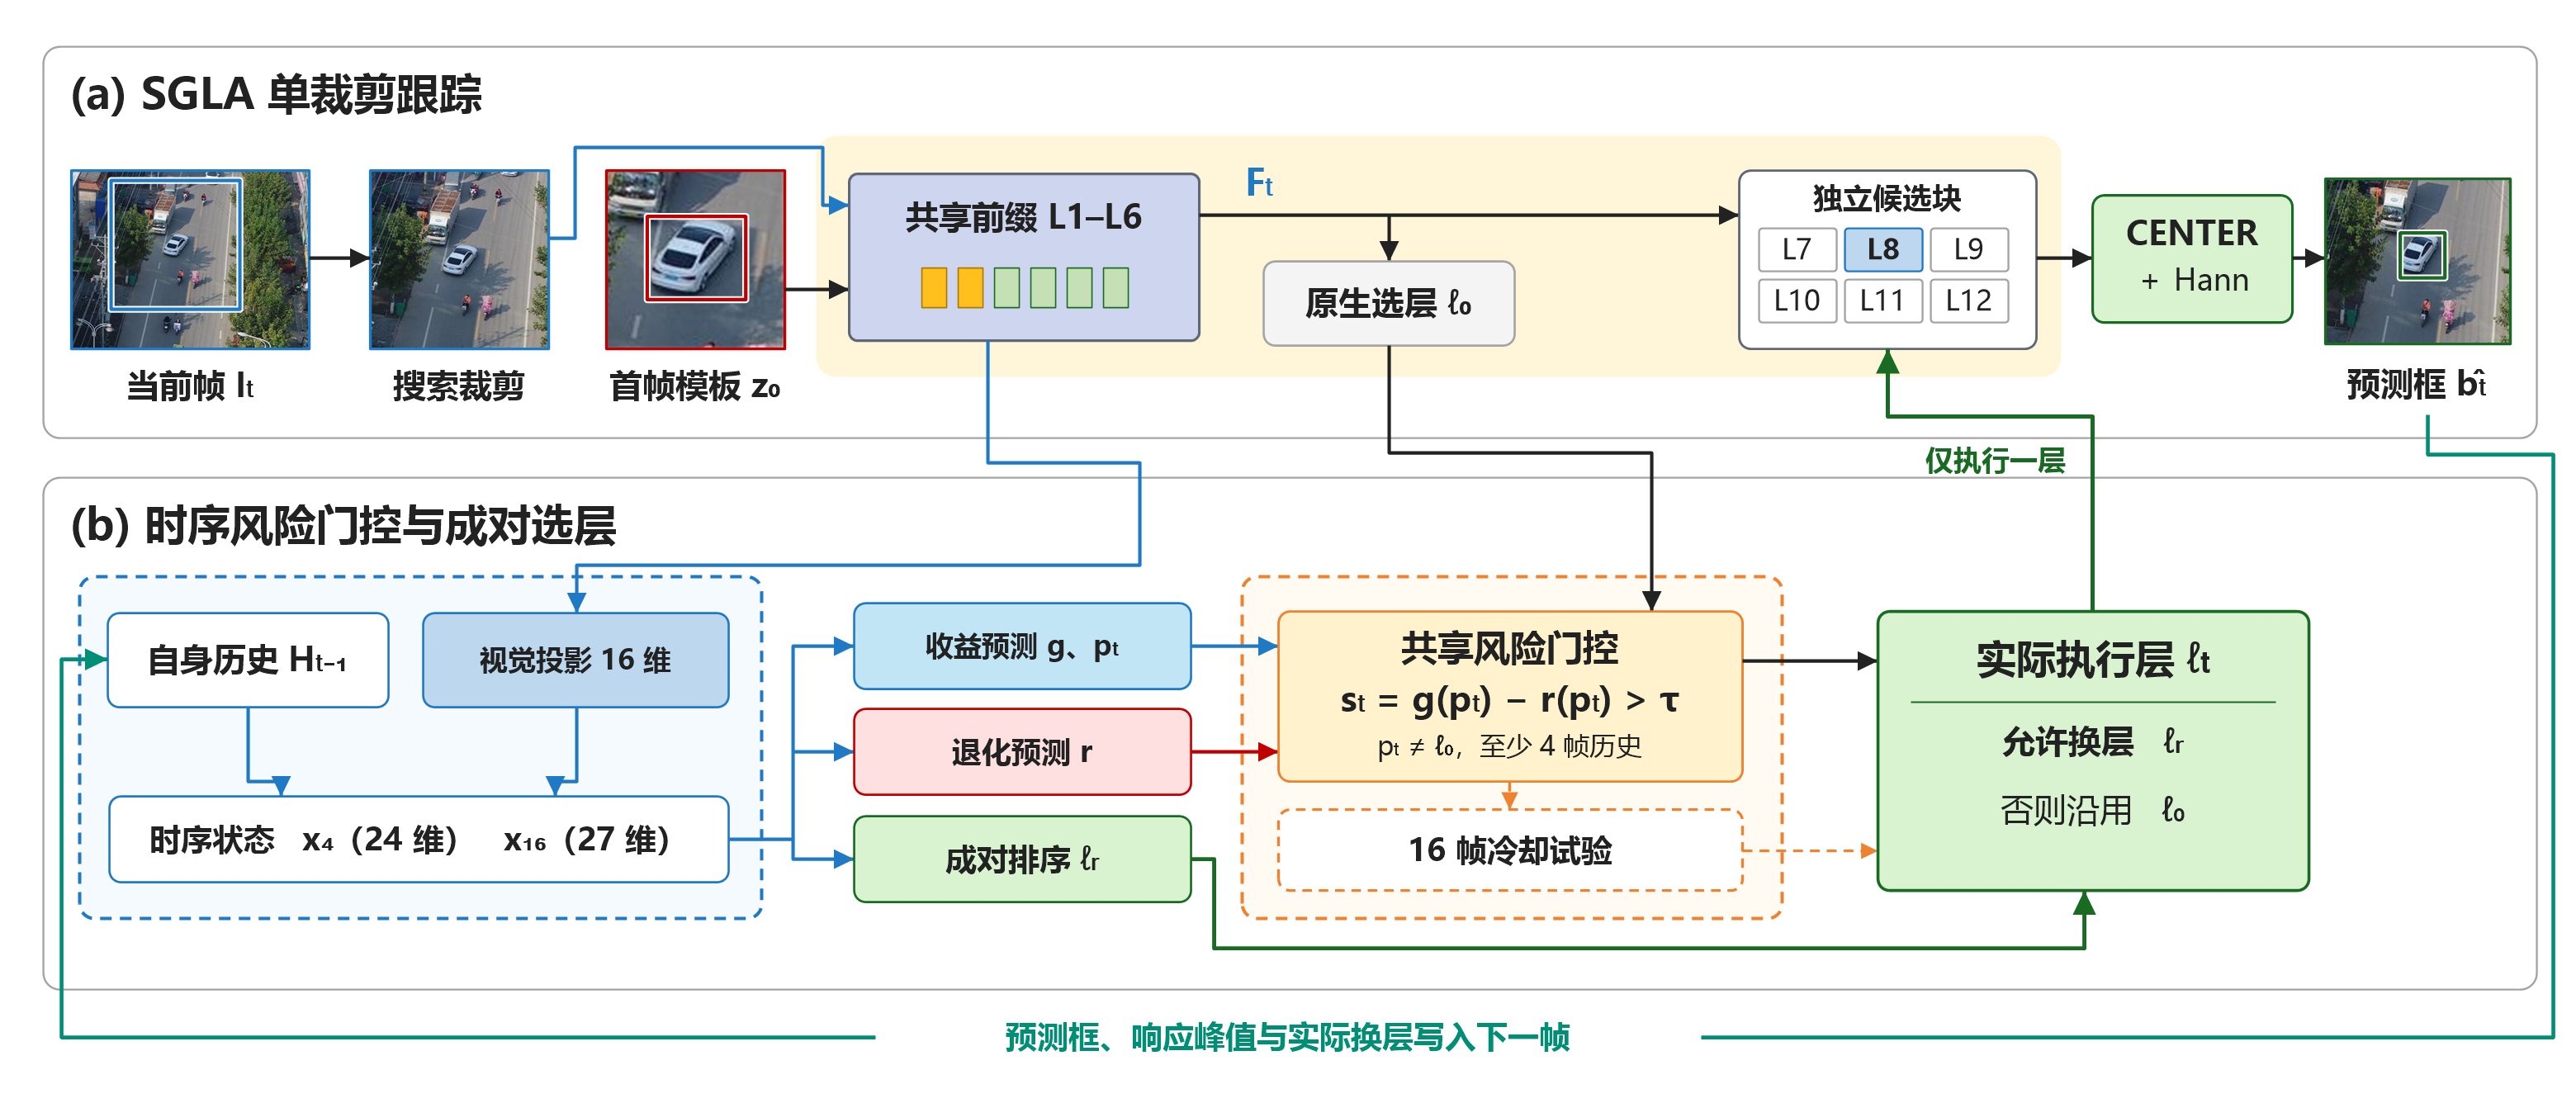 (a) SGLA 单裁剪跟踪
当前帧 Iₜ
搜索裁剪
首帧模板 z₀
共享前缀 L1–L6
Fₜ
原生选层 ℓ₀
独立候选块
L7 L8 L9
L10 L11 L12
CENTER
+ Hann
预测框 b̂ₜ
仅执行一层
(b) 时序风险门控与成对选层
自身历史 Hₜ₋₁
视觉投影 16 维
时序状态 x₄（24 维） x₁₆（27 维）
收益预测 g、pₜ
退化预测 r
成对排序 ℓᵣ
共享风险门控
sₜ = g(pₜ) − r(pₜ) > τ
pₜ ≠ ℓ₀，至少 4 帧历史
16 帧冷却试验
实际执行层 ℓₜ
允许换层 ℓᵣ
否则沿用 ℓ₀
预测框、响应峰值与实际换层写入下一帧